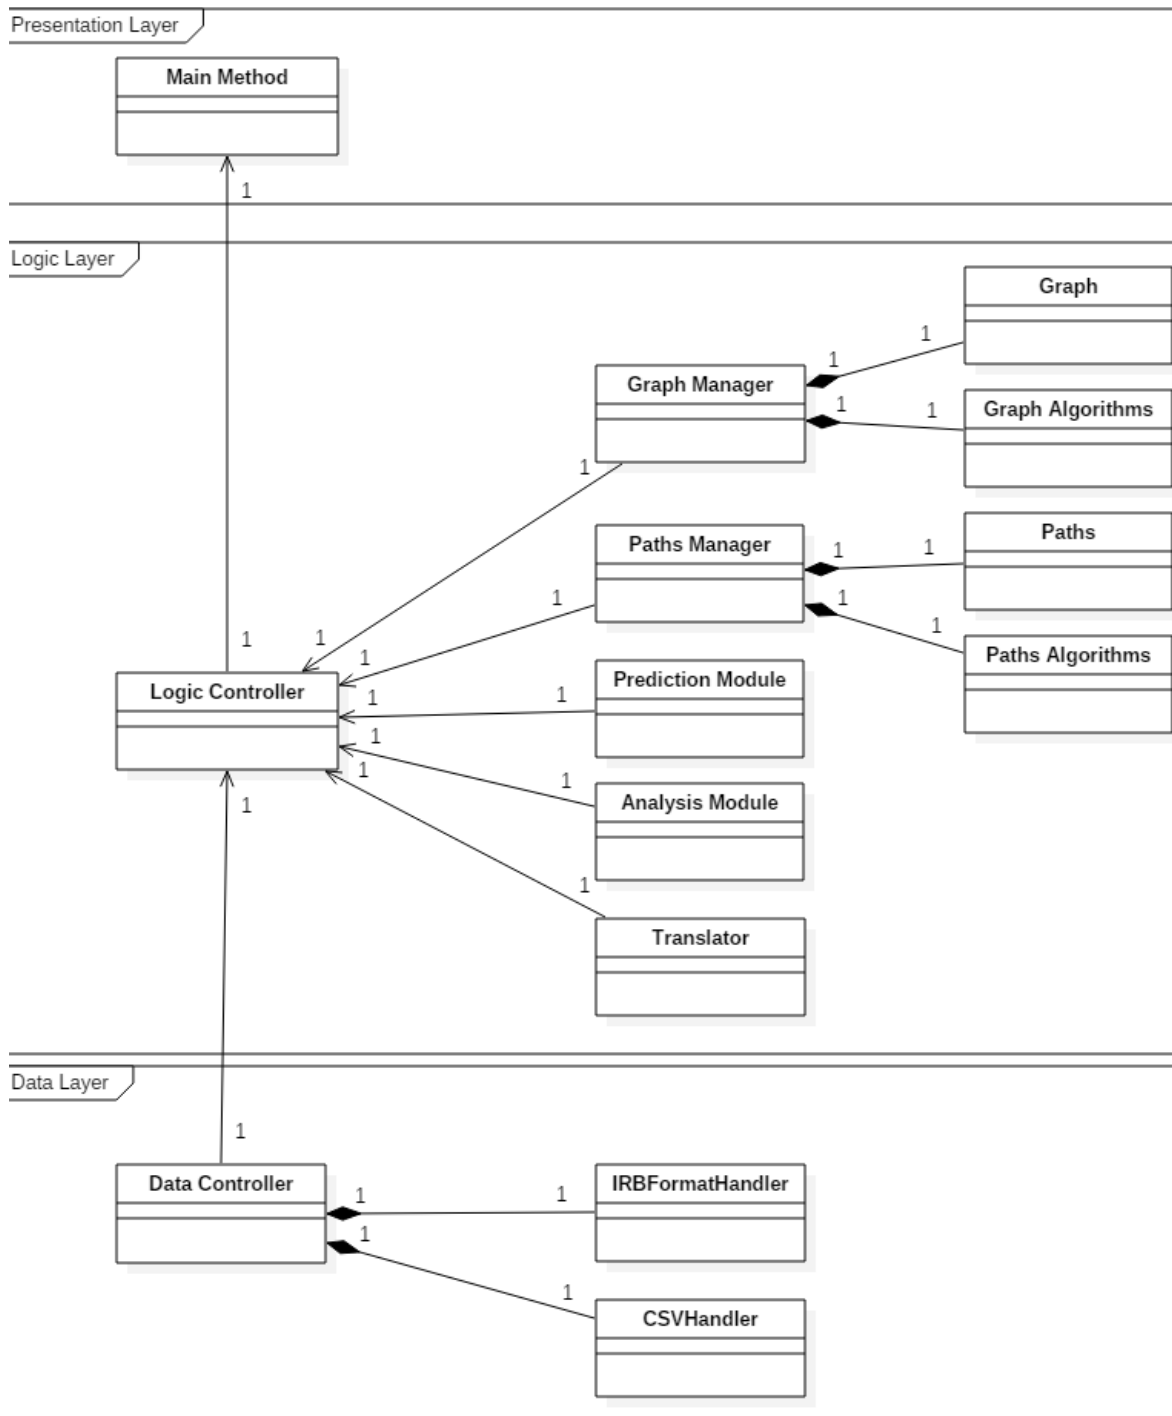 Presentation Layer
Main Method
1
Logic Layer
Graph
1
1
Graph Manager
1
1
Graph Algorithms
1
Paths
Paths Manager
1
1
1
1
1
1
1
Paths Algorithms
1
Logic Controller
Prediction Module
1
1
1
1
Analysis Module
1
1
1
Translator
Data Layer
1
Data Controller
1
1
IRBFormatHandler
1
1
CSVHandler